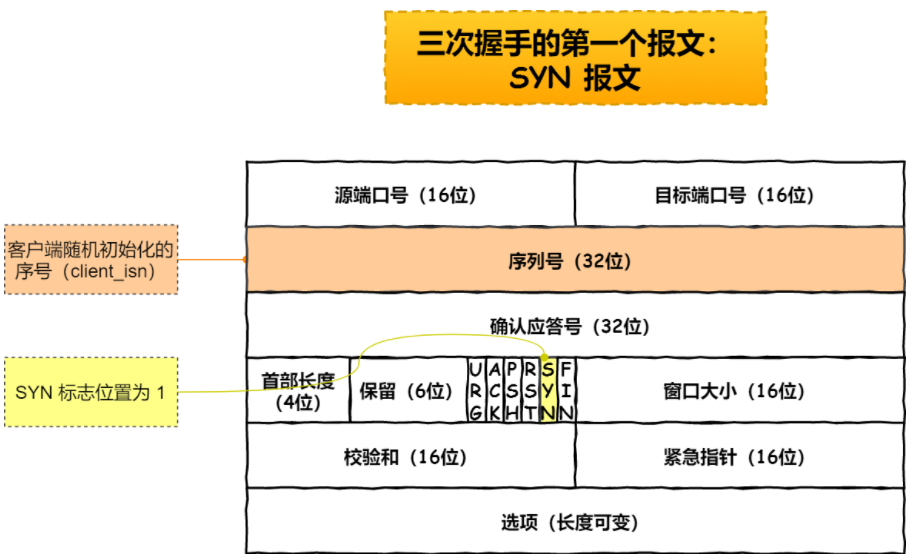 三次握手的第一个报文：
SYN 报文
源端口号（16位）
目标端口号（16位）
客户端随机初始化的
序号（client_isn）
序列号（32位）
确认应答号（32位）
SYN 标志位置为 1
首部长度
（4位）
保留（6位）
URG
ACK
PSH
RST
SYN
FIN
窗口大小（16位）
校验和（16位）
紧急指针（16位）
选项（长度可变）